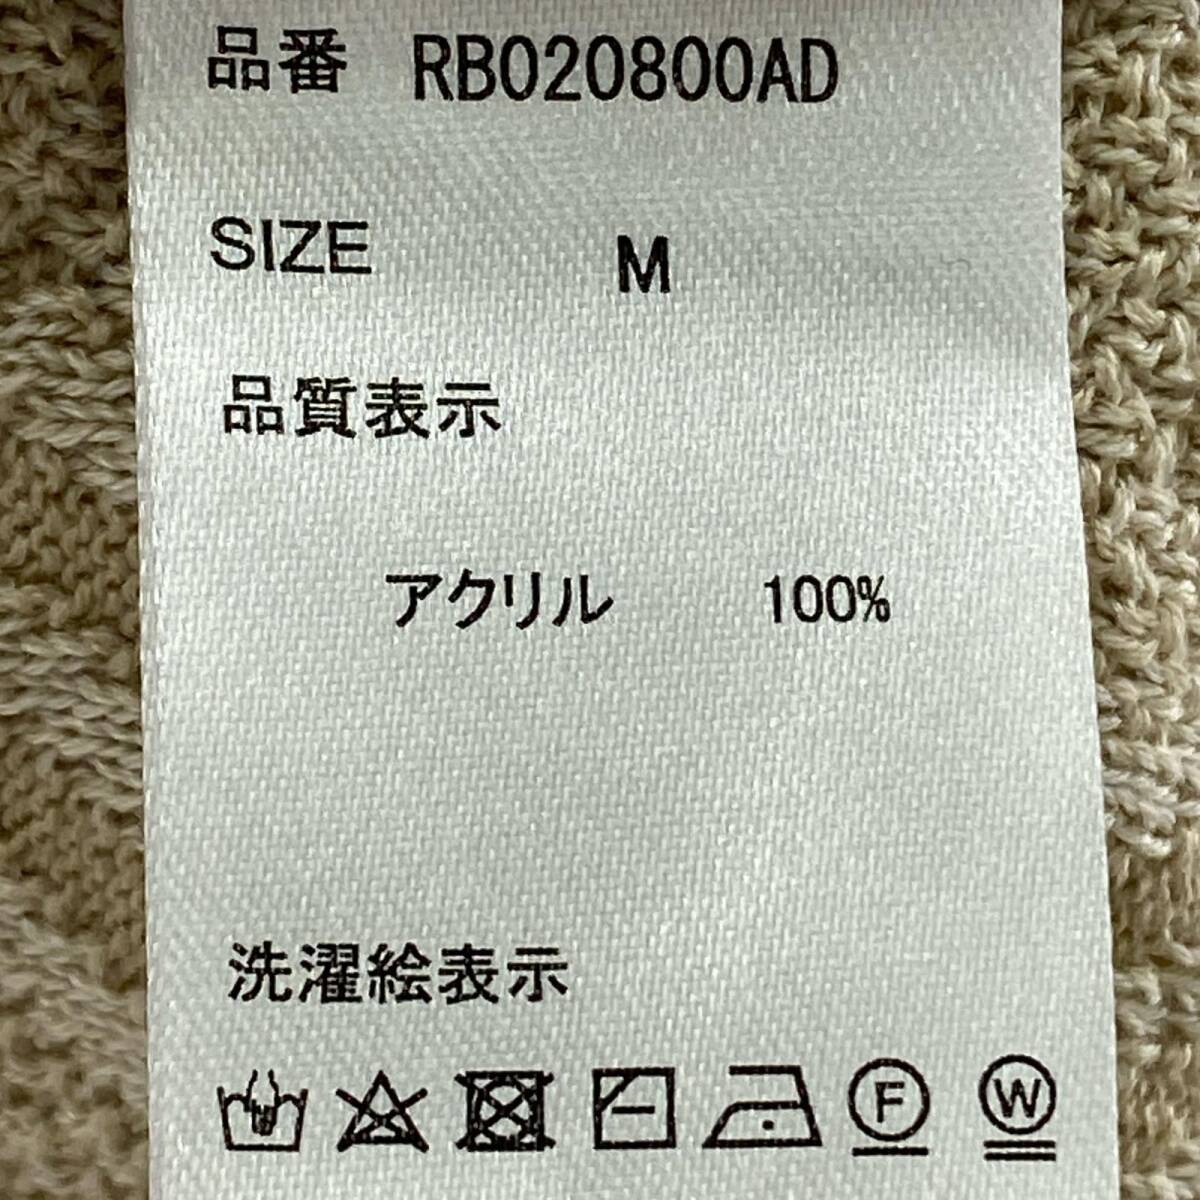 品番 RB020800AD
SIZE M
品質表示
アクリル 100%
洗濯絵表示
F W